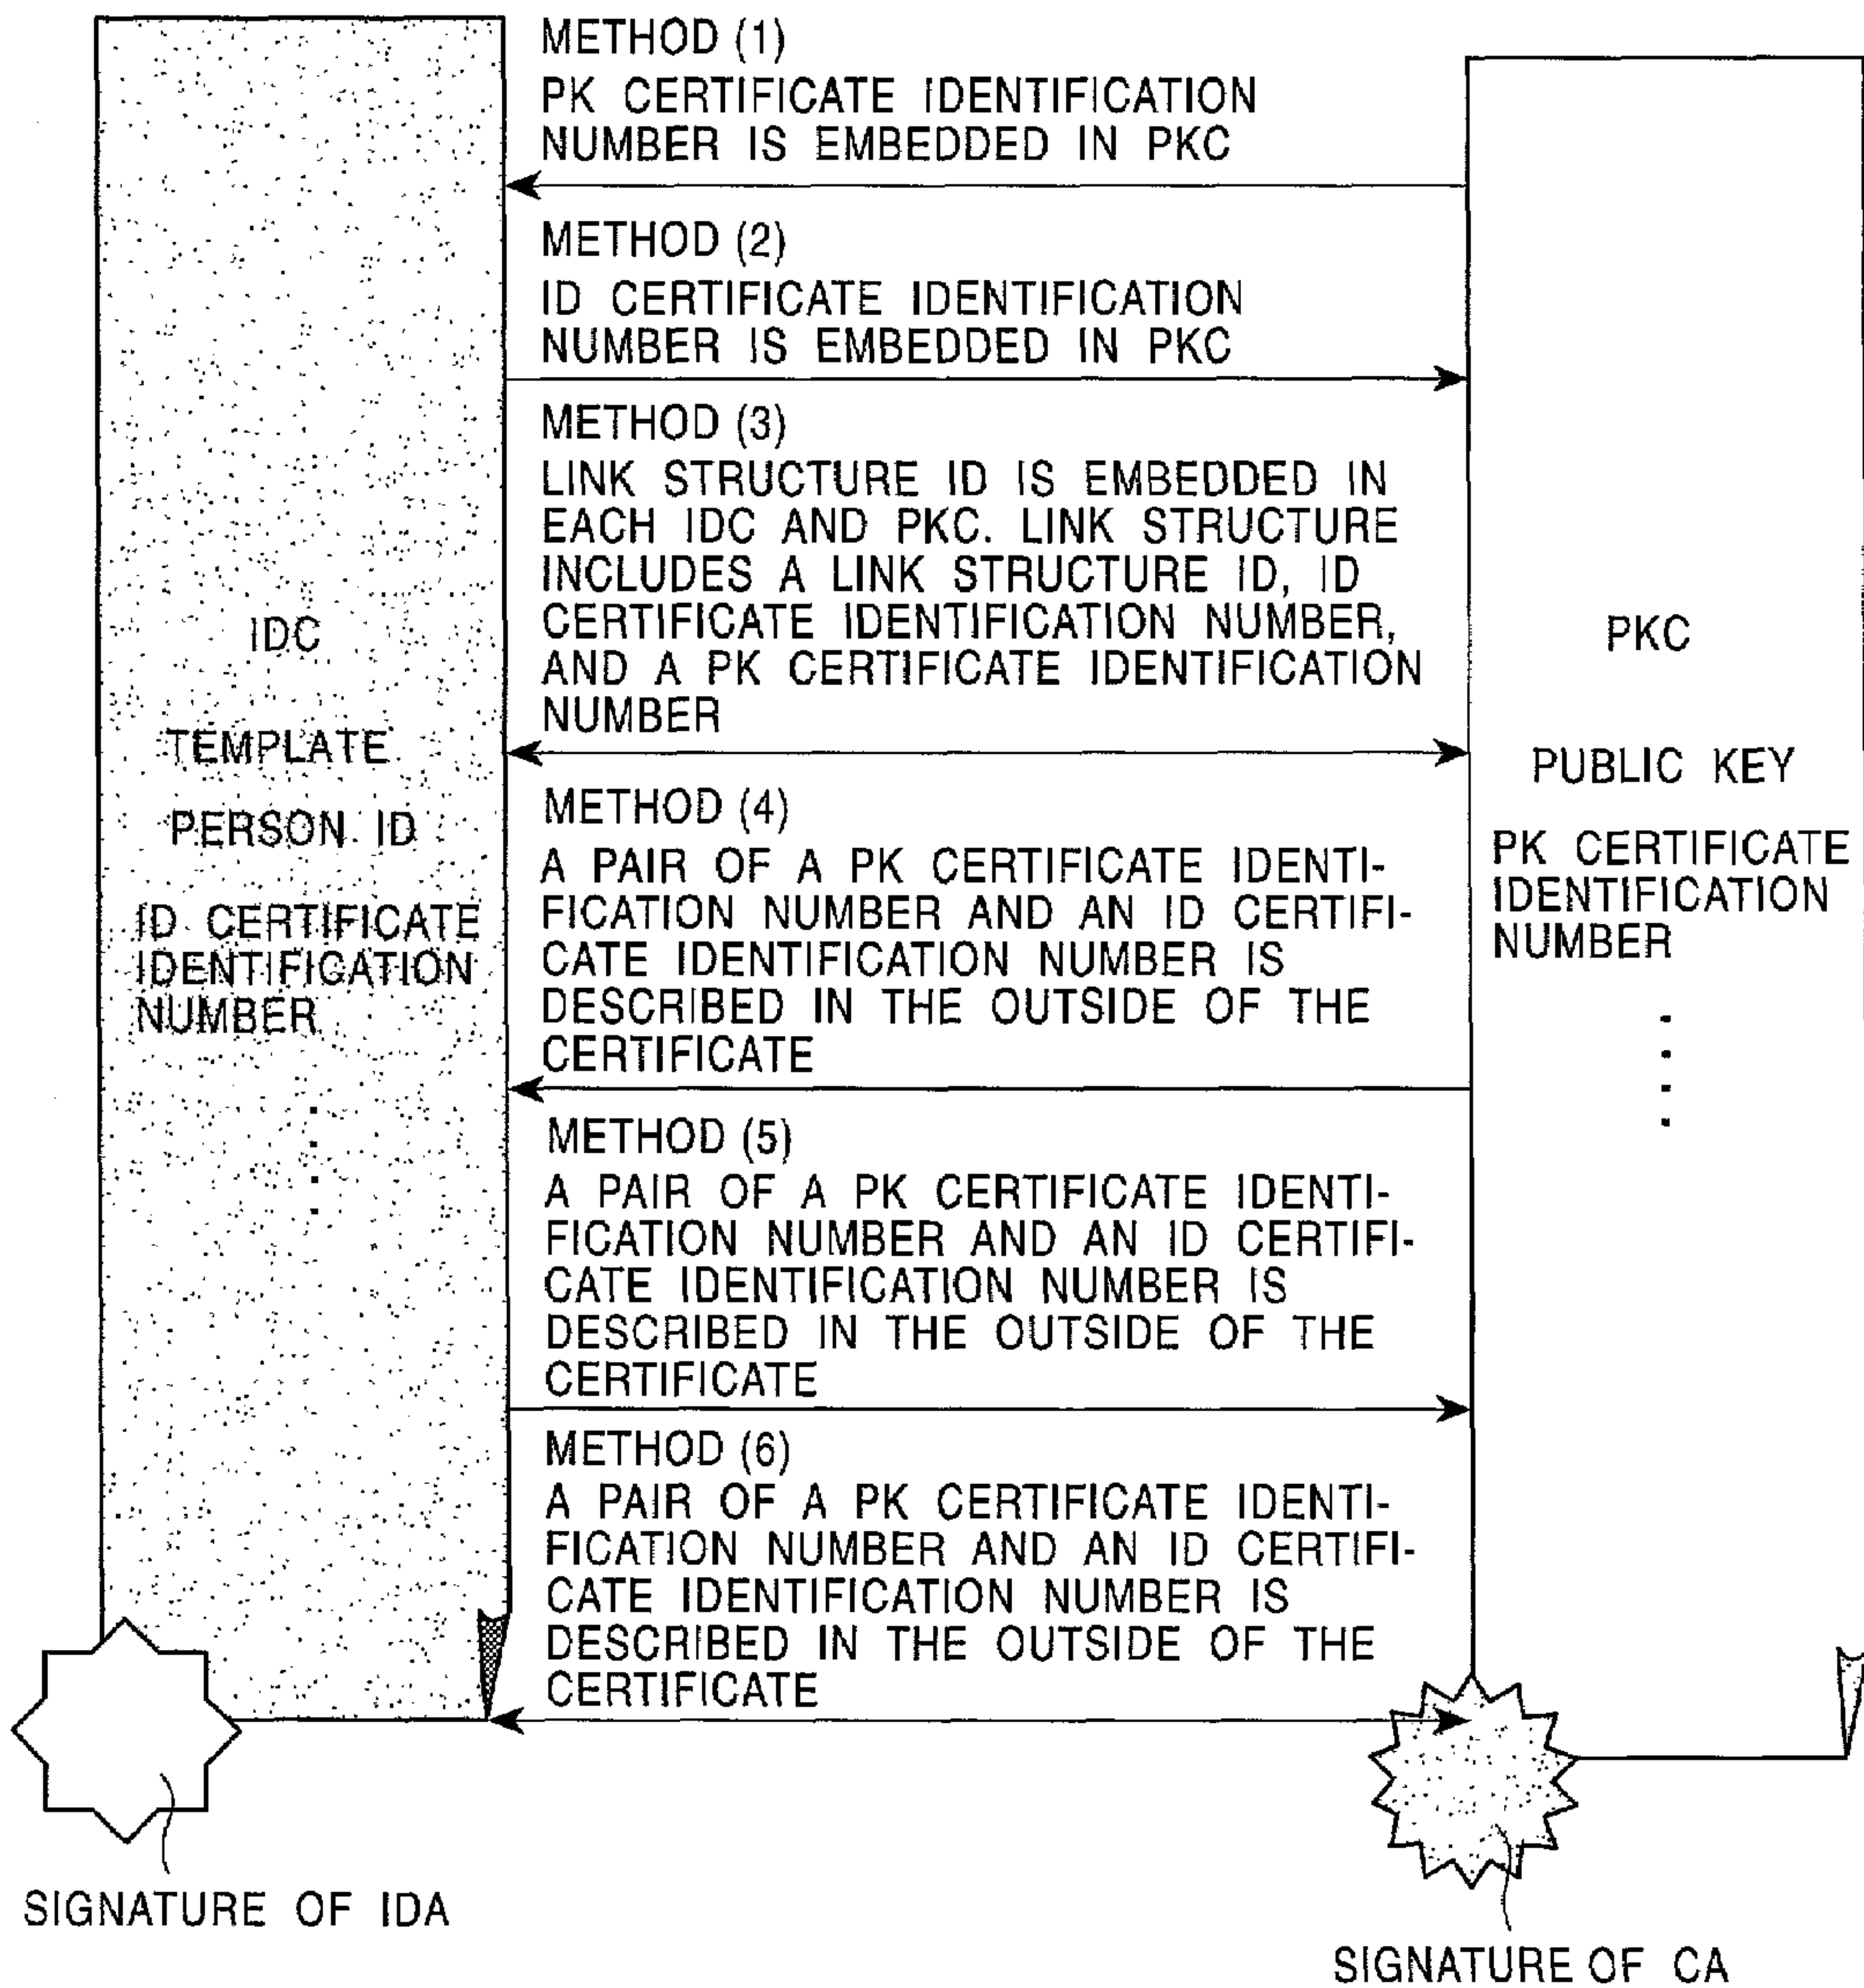 METHOD (1)
PK CERTIFICATE IDENTIFICATION
NUMBER IS EMBEDDED IN PKC
METHOD (2)
ID CERTIFICATE IDENTIFICATION
NUMBER IS EMBEDDED IN PKC
METHOD (3)
LINK STRUCTURE ID IS EMBEDDED IN
EACH IDC AND PKC. LINK STRUCTURE
INCLUDES A LINK STRUCTURE ID, ID
CERTIFICATE IDENTIFICATION NUMBER,
AND A PK CERTIFICATE IDENTIFICATION
NUMBER
METHOD (4)
A PAIR OF A PK CERTIFICATE IDENTI-
FICATION NUMBER AND AN ID CERTIFI-
CATE IDENTIFICATION NUMBER IS
DESCRIBED IN THE OUTSIDE OF THE
CERTIFICATE
METHOD (5)
A PAIR OF A PK CERTIFICATE IDENTI-
FICATION NUMBER AND AN ID CERTIFI-
CATE IDENTIFICATION NUMBER IS
DESCRIBED IN THE OUTSIDE OF THE
CERTIFICATE
METHOD (6)
A PAIR OF A PK CERTIFICATE IDENTI-
FICATION NUMBER AND AN ID CERTIFI-
CATE IDENTIFICATION NUMBER IS
DESCRIBED IN THE OUTSIDE OF THE
CERTIFICATE
IDC
TEMPLATE
PERSON ID
ID CERTIFICATE
IDENTIFICATION
NUMBER
PKC
PUBLIC KEY
PK CERTIFICATE
IDENTIFICATION
NUMBER
SIGNATURE OF IDA
SIGNATURE OF CA